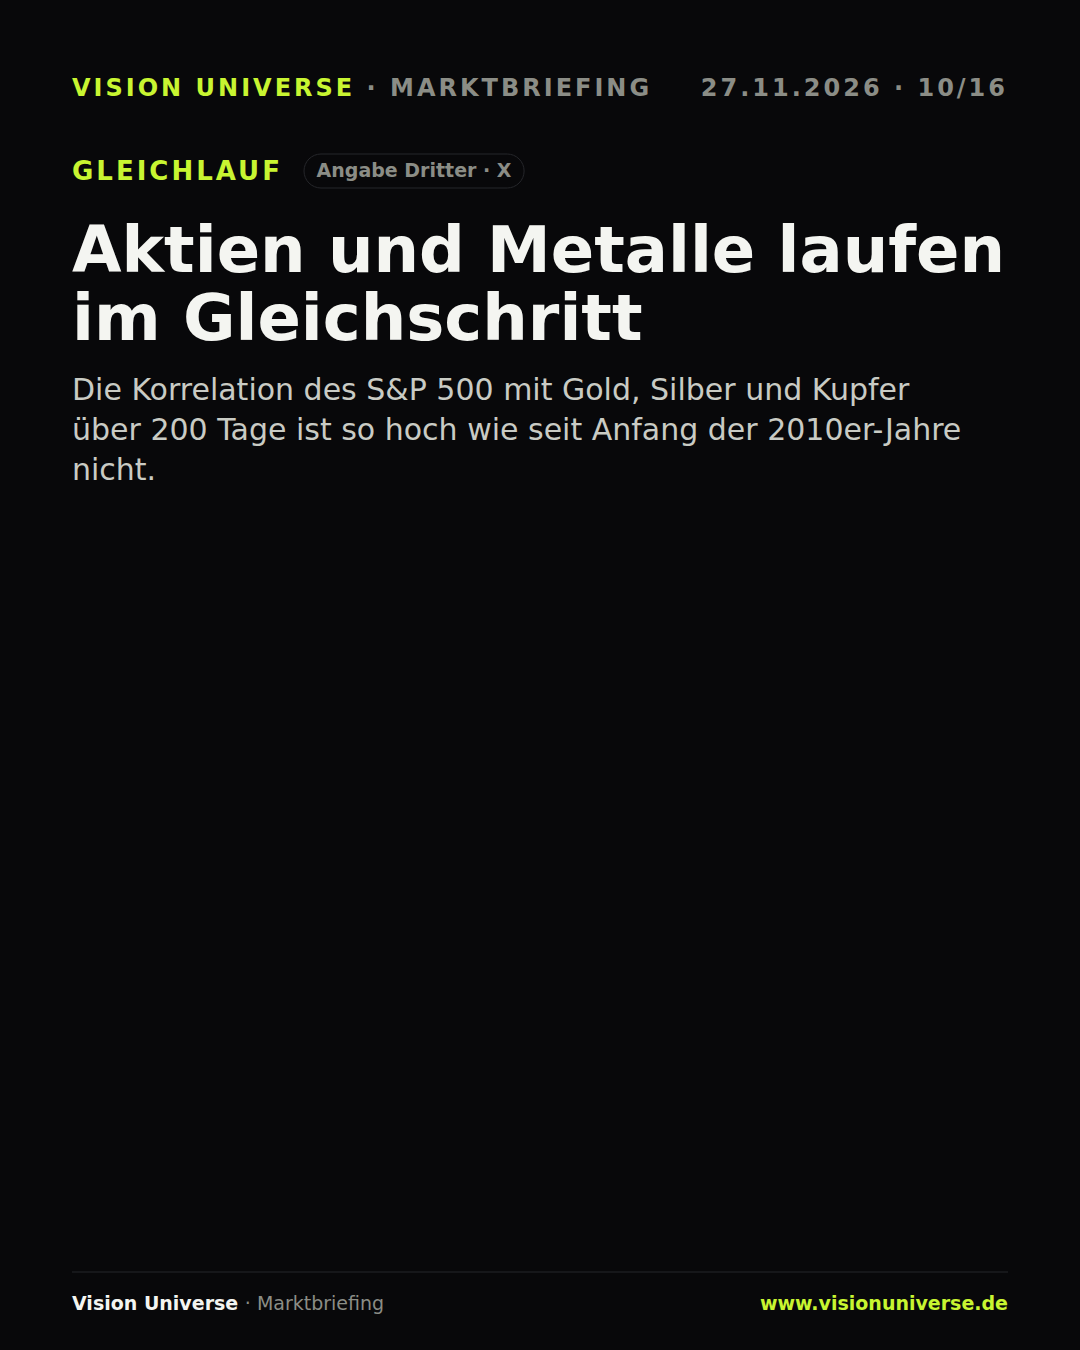 VISION UNIVERSE · MARKTBRIEFING 27.11.2026 · 10/16
GLEICHLAUF Angabe Dritter · X
Aktien und Metalle laufen
im Gleichschritt
Die Korrelation des S&P 500 mit Gold, Silber und Kupfer
über 200 Tage ist so hoch wie seit Anfang der 2010er-Jahre
nicht.
Vision Universe · Marktbriefing www.visionuniverse.de